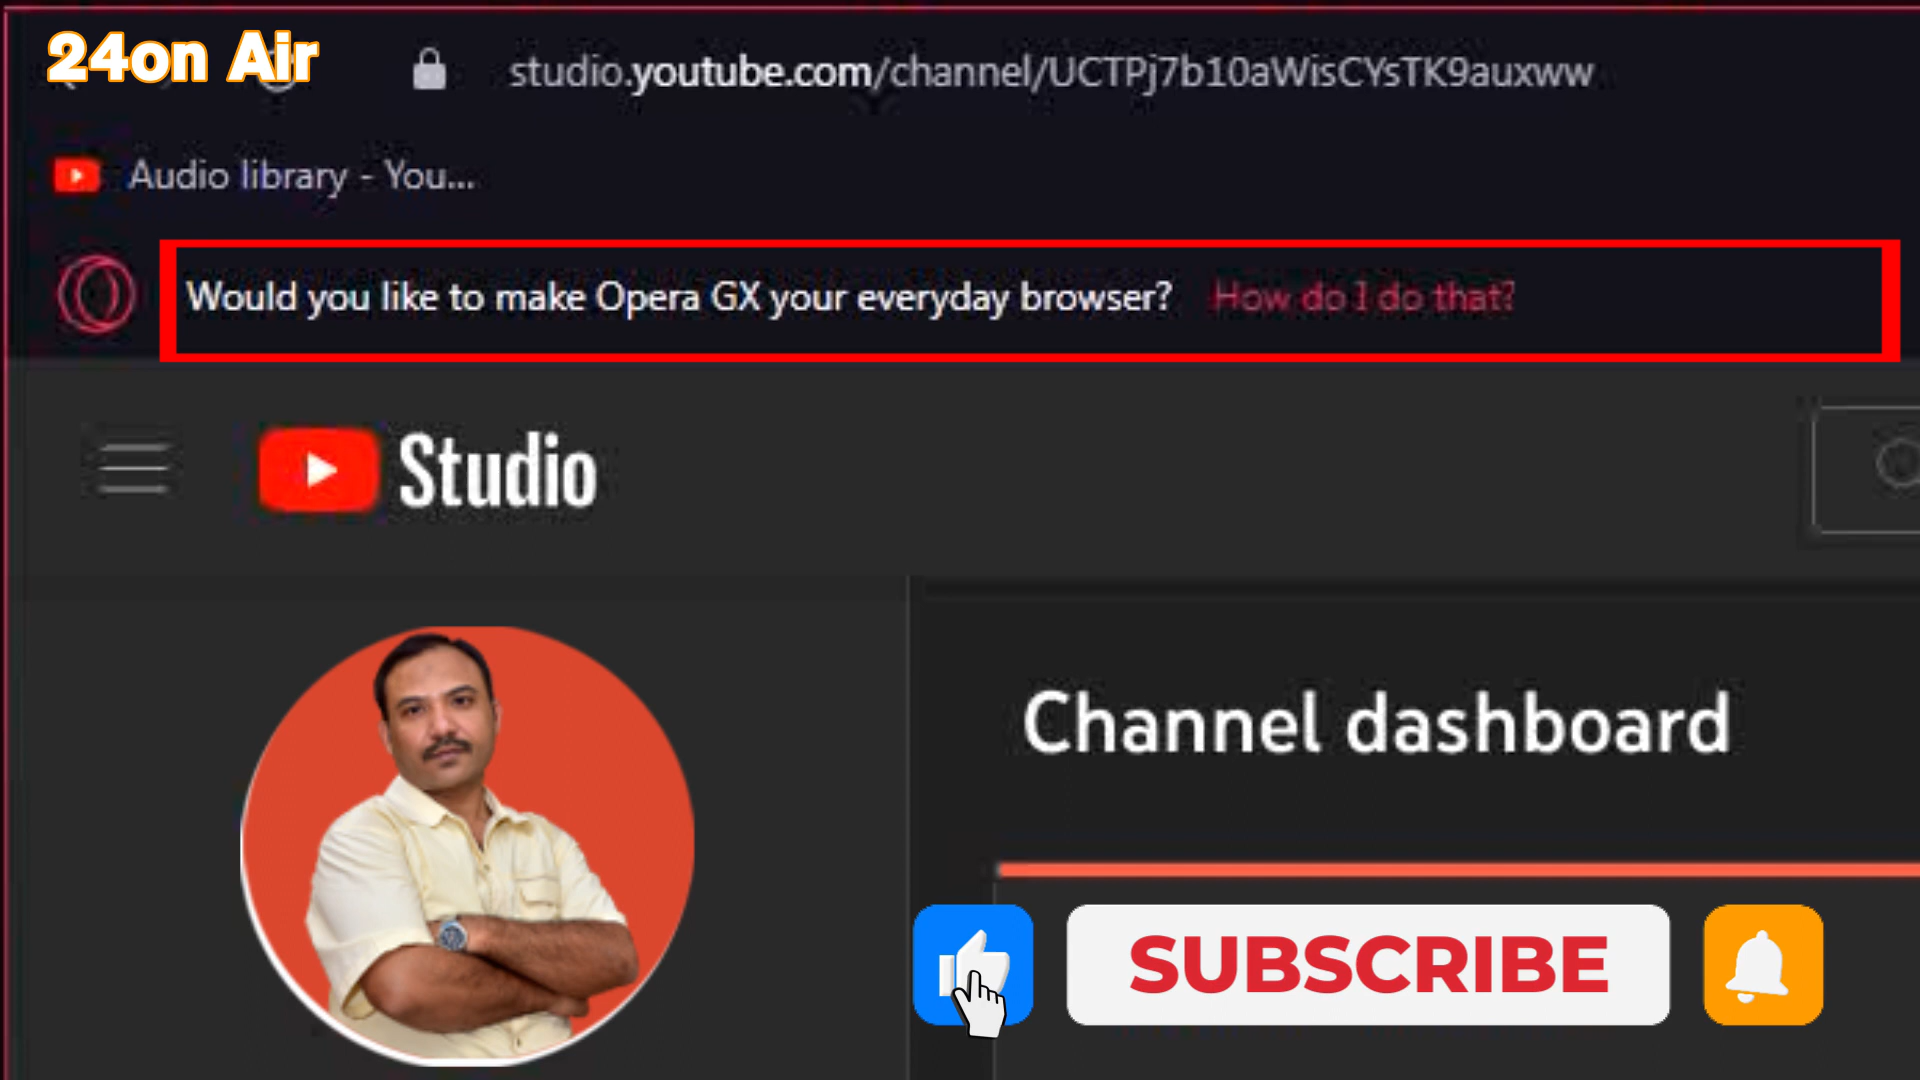 24on Air
studio.youtube.com/channel/UCTPj7b10aWisCYsTK9auxww
Audio library - You...
Would you like to make Opera GX your everyday browser? How do I do that?
Studio
Channel dashboard
SUBSCRIBE